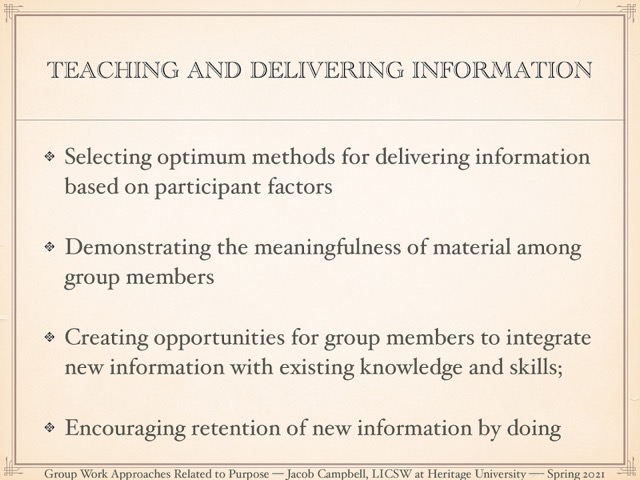 TEACHING AND DELIVERING INFORMATION
❖ Selecting optimum methods for delivering information
based on participant factors
❖ Demonstrating the meaningfulness of material among
group members
❖ Creating opportunities for group members to integrate
new information with existing knowledge and skills;
❖ Encouraging retention of new information by doing
Group Work Approaches Related to Purpose — Jacob Campbell, LICSW at Heritage University —- Spring 2021